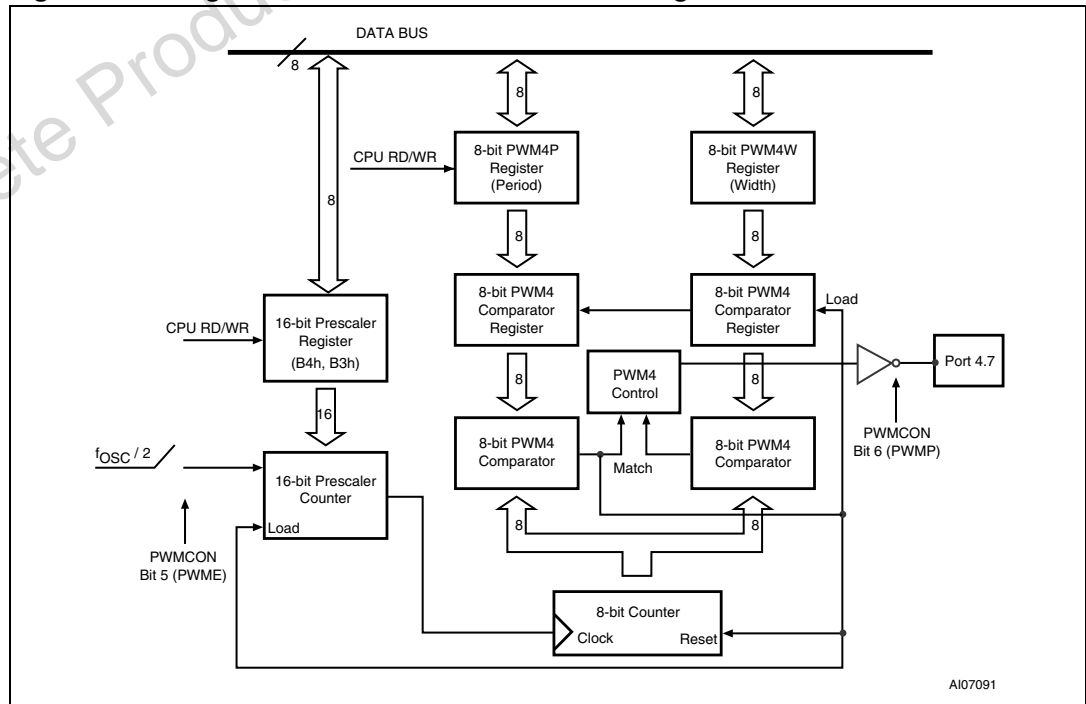 DATA BUS
8
8
8
CPU RD/WR
8-bit PWM4P
Register
(Period)
8-bit PWM4W
Register
(Width)
8
8
8
CPU RD/WR
16-bit Prescaler
Register
(B4h, B3h)
8-bit PWM4
Comparator
Register
8-bit PWM4
Comparator
Register
Load
8
8
PWM4
Control
Port 4.7
16
8-bit PWM4
Comparator
Match
8-bit PWM4
Comparator
PWMCON
Bit 6 (PWMP)
fOSC / 2
16-bit Prescaler
Counter
Load
PWMCON
Bit 5 (PWME)
8
8
8-bit Counter
Clock
Reset
AI07091